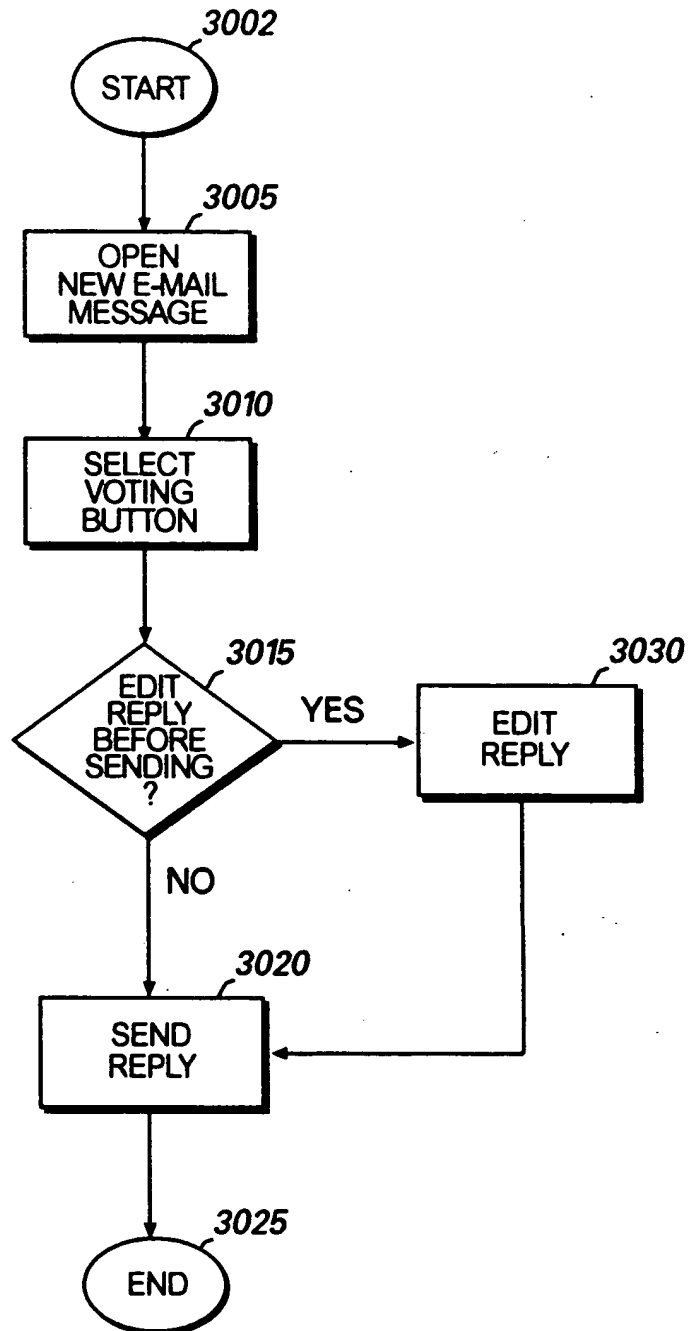 3002
START
3005
OPEN
NEW E-MAIL
MESSAGE
3010
SELECT
VOTING
BUTTON
3015
EDIT
REPLY
BEFORE
SENDING
?
YES
3030
EDIT
REPLY
NO
3020
SEND
REPLY
3025
END